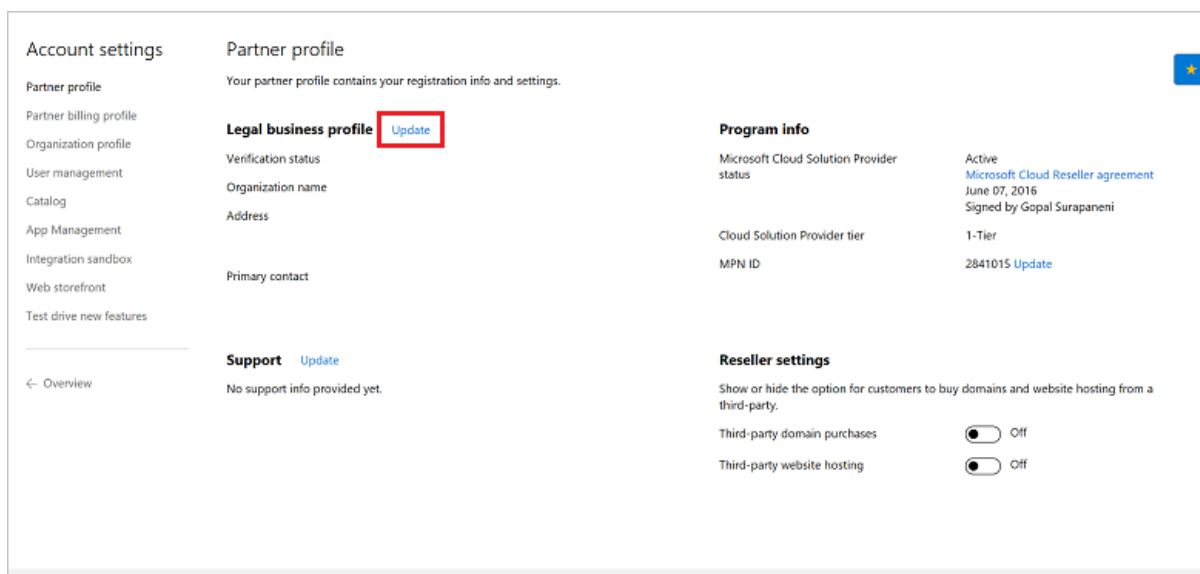 Account settings
Partner profile
Partner billing profile
Organization profile
User management
Catalog
App Management
Integration sandbox
Web storefront
Test drive new features
← Overview
Partner profile
Your partner profile contains your registration info and settings.
Legal business profile Update
Verification status
Organization name
Address
Primary contact
Support Update
No support info provided yet.
Program info
Microsoft Cloud Solution Provider
status
Active
Microsoft Cloud Reseller agreement
June 07, 2016
Signed by Gopal Surapaneni
Cloud Solution Provider tier 1-Tier
MPN ID 2841015 Update
Reseller settings
Show or hide the option for customers to buy domains and website hosting from a
third-party.
Third-party domain purchases Off
Third-party website hosting Off